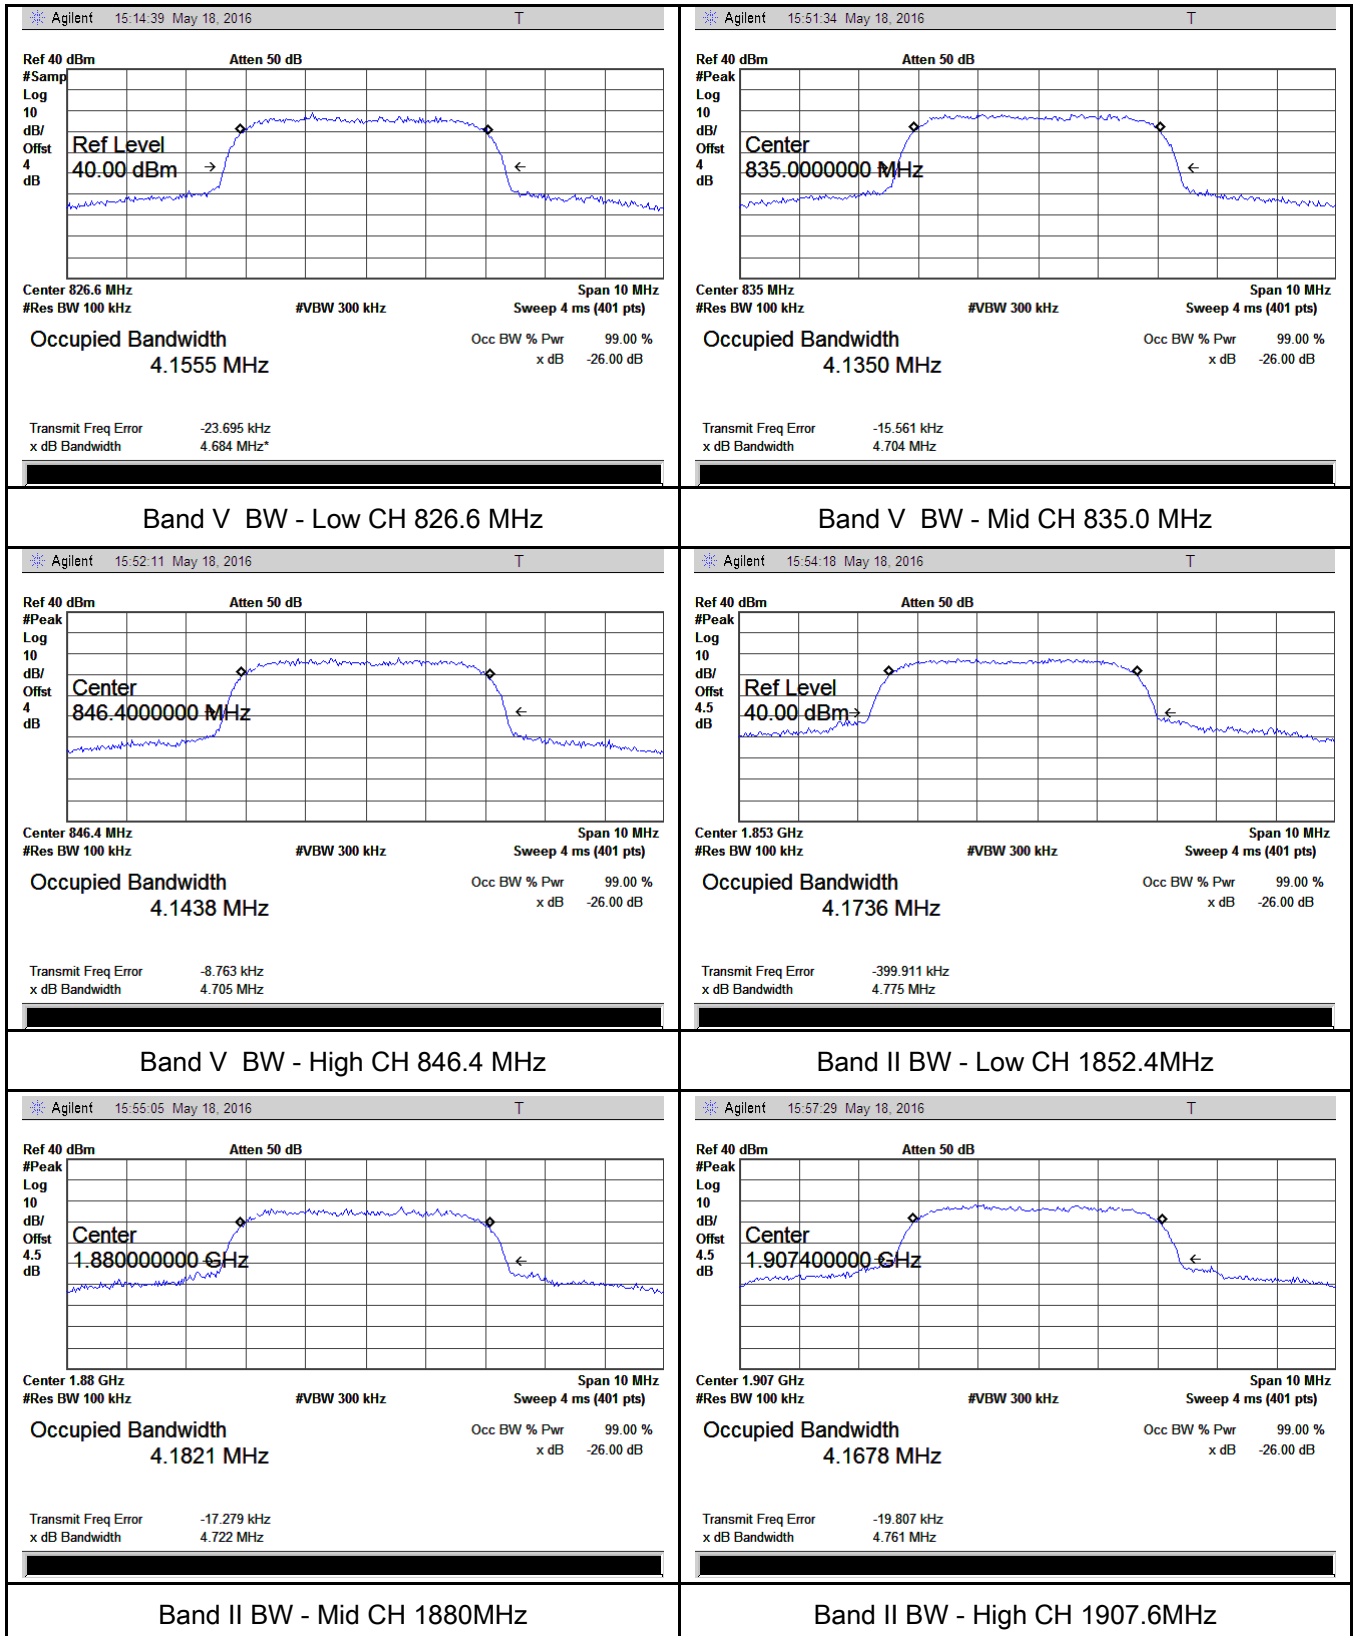 Agilent 15:14:39 May 18, 2016 T
Ref 40 dBm Atten 50 dB
#Samp
Log
10
dB/
Offst
4
dB
Ref Level
40.00 dBm
Center 826.6 MHz Span 10 MHz
#Res BW 100 kHz #VBW 300 kHz Sweep 4 ms (401 pts)
Occupied Bandwidth Occ BW % Pwr 99.00 %
4.1555 MHz x dB -26.00 dB
Transmit Freq Error -23.695 kHz
x dB Bandwidth 4.684 MHz*
Band V BW - Low CH 826.6 MHz
Agilent 15:51:34 May 18, 2016 T
Ref 40 dBm Atten 50 dB
#Peak
Log
10
dB/
Offst
4
dB
Center
835.0000000 MHz
Center 835 MHz Span 10 MHz
#Res BW 100 kHz #VBW 300 kHz Sweep 4 ms (401 pts)
Occupied Bandwidth Occ BW % Pwr 99.00 %
4.1350 MHz x dB -26.00 dB
Transmit Freq Error -15.561 kHz
x dB Bandwidth 4.704 MHz
Band V BW - Mid CH 835.0 MHz
Agilent 15:52:11 May 18, 2016 T
Ref 40 dBm Atten 50 dB
#Peak
Log
10
dB/
Offst
4
dB
Center
846.4000000 MHz
Center 846.4 MHz Span 10 MHz
#Res BW 100 kHz #VBW 300 kHz Sweep 4 ms (401 pts)
Occupied Bandwidth Occ BW % Pwr 99.00 %
4.1438 MHz x dB -26.00 dB
Transmit Freq Error -8.763 kHz
x dB Bandwidth 4.705 MHz
Band V BW - High CH 846.4 MHz
Agilent 15:54:18 May 18, 2016 T
Ref 40 dBm Atten 50 dB
#Peak
Log
10
dB/
Offst
4.5
dB
Ref Level
40.00 dBm
Center 1.853 GHz Span 10 MHz
#Res BW 100 kHz #VBW 300 kHz Sweep 4 ms (401 pts)
Occupied Bandwidth Occ BW % Pwr 99.00 %
4.1736 MHz x dB -26.00 dB
Transmit Freq Error -399.911 kHz
x dB Bandwidth 4.775 MHz
Band II BW - Low CH 1852.4MHz
Agilent 15:55:05 May 18, 2016 T
Ref 40 dBm Atten 50 dB
#Peak
Log
10
dB/
Offst
4.5
dB
Center
1.880000000 GHz
Center 1.88 GHz Span 10 MHz
#Res BW 100 kHz #VBW 300 kHz Sweep 4 ms (401 pts)
Occupied Bandwidth Occ BW % Pwr 99.00 %
4.1821 MHz x dB -26.00 dB
Transmit Freq Error -17.279 kHz
x dB Bandwidth 4.722 MHz
Band II BW - Mid CH 1880MHz
Agilent 15:57:29 May 18, 2016 T
Ref 40 dBm Atten 50 dB
#Peak
Log
10
dB/
Offst
4.5
dB
Center
1.907400000 GHz
Center 1.907 GHz Span 10 MHz
#Res BW 100 kHz #VBW 300 kHz Sweep 4 ms (401 pts)
Occupied Bandwidth Occ BW % Pwr 99.00 %
4.1678 MHz x dB -26.00 dB
Transmit Freq Error -19.807 kHz
x dB Bandwidth 4.761 MHz
Band II BW - High CH 1907.6MHz